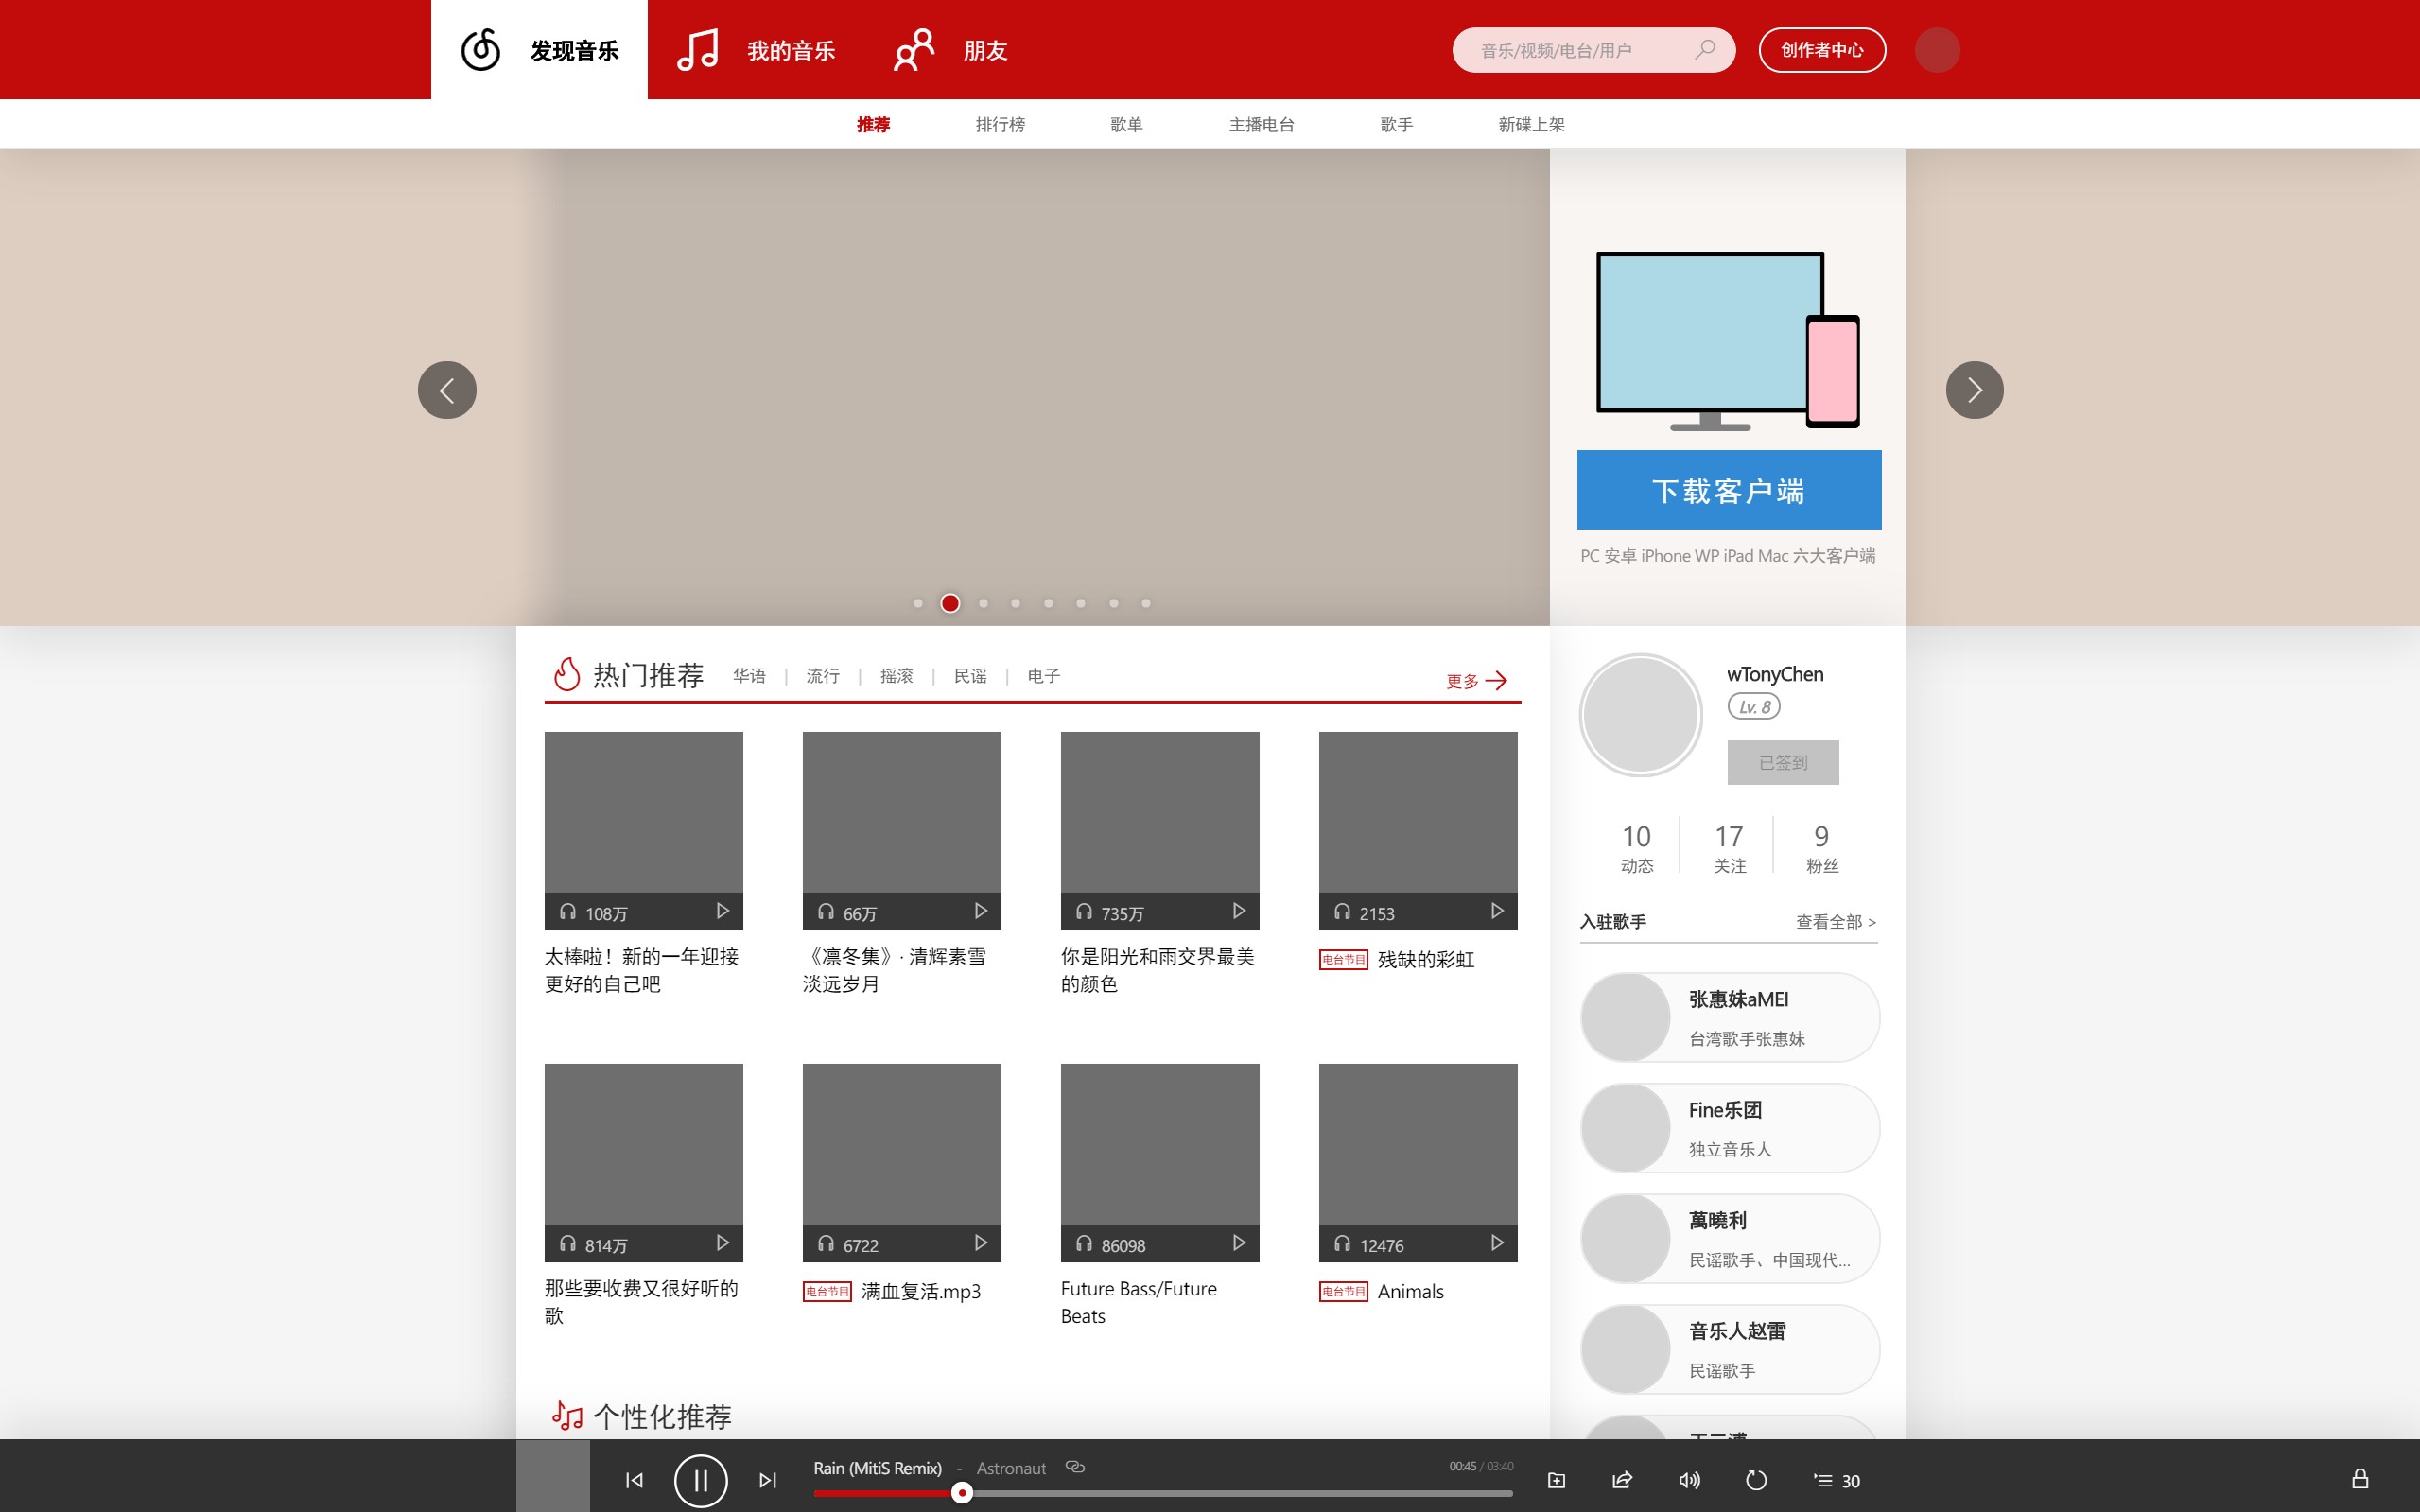 发现音乐
我的音乐
朋友
音乐/视频/电台/用户
创作者中心
推荐
排行榜
歌单
主播电台
歌手
新碟上架
下载客户端
PC 安卓 iPhone WP iPad Mac 六大客户端
热门推荐
华语 | 流行 | 摇滚 | 民谣 | 电子
更多
108万
太棒啦！新的一年迎接
更好的自己吧
66万
《凛冬集》· 清辉素雪
淡远岁月
735万
你是阳光和雨交界最美
的颜色
2153
电台节目 残缺的彩虹
814万
那些要收费又很好听的
歌
6722
电台节目 满血复活.mp3
86098
Future Bass/Future
Beats
12476
电台节目 Animals
个性化推荐
wTonyChen
Lv. 8
已签到
10
动态
17
关注
9
粉丝
入驻歌手
查看全部 >
张惠妹aMEI
台湾歌手张惠妹
Fine乐团
独立音乐人
萬曉利
民谣歌手、中国现代...
音乐人赵雷
民谣歌手
Rain (MitiS Remix) - Astronaut
00:45 / 03:40
30